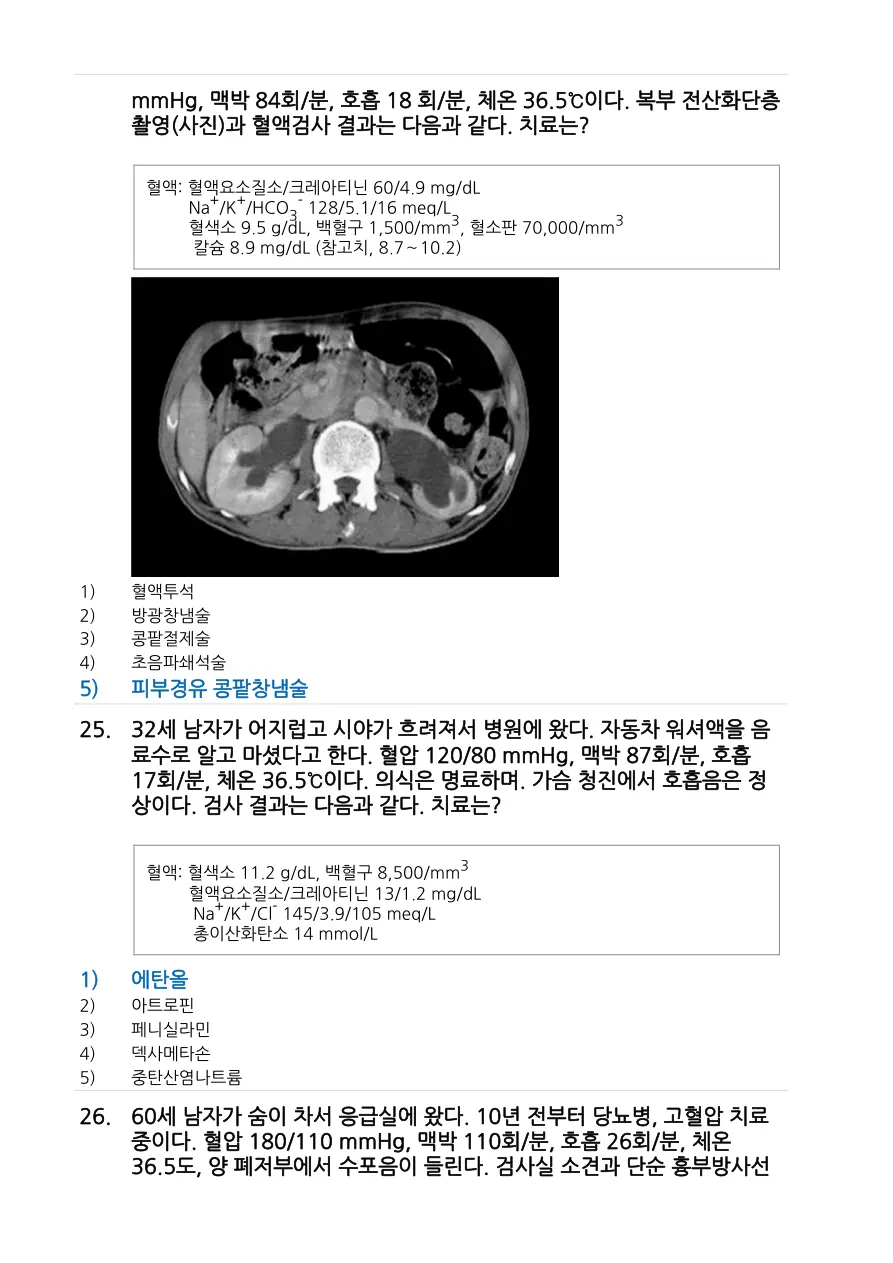 mmHg, 맥박 84회/분, 호흡 18 회/분, 체온 36.5℃이다. 복부 전산화단층
촬영(사진)과 혈액검사 결과는 다음과 같다. 치료는?
혈액: 혈액요소질소/크레아티닌 60/4.9 mg/dL
Na+/K+/HCO3- 128/5.1/16 meq/L
혈색소 9.5 g/dL, 백혈구 1,500/mm3, 혈소판 70,000/mm3
칼슘 8.9 mg/dL (참고치, 8.7~10.2)
1) 혈액투석
2) 방광창냄술
3) 콩팥절제술
4) 초음파쇄석술
5) 피부경유 콩팥창냄술
25. 32세 남자가 어지럽고 시야가 흐려져서 병원에 왔다. 자동차 워셔액을 음
료수로 알고 마셨다고 한다. 혈압 120/80 mmHg, 맥박 87회/분, 호흡
17회/분, 체온 36.5℃이다. 의식은 명료하며. 가슴 청진에서 호흡음은 정
상이다. 검사 결과는 다음과 같다. 치료는?
혈액: 혈색소 11.2 g/dL, 백혈구 8,500/mm3
혈액요소질소/크레아티닌 13/1.2 mg/dL
Na+/K+/Cl- 145/3.9/105 meq/L
총이산화탄소 14 mmol/L
1) 에탄올
2) 아트로핀
3) 페니실라민
4) 덱사메타손
5) 중탄산염나트륨
26. 60세 남자가 숨이 차서 응급실에 왔다. 10년 전부터 당뇨병, 고혈압 치료
중이다. 혈압 180/110 mmHg, 맥박 110회/분, 호흡 26회/분, 체온
36.5도, 양 폐저부에서 수포음이 들린다. 검사실 소견과 단순 흉부방사선